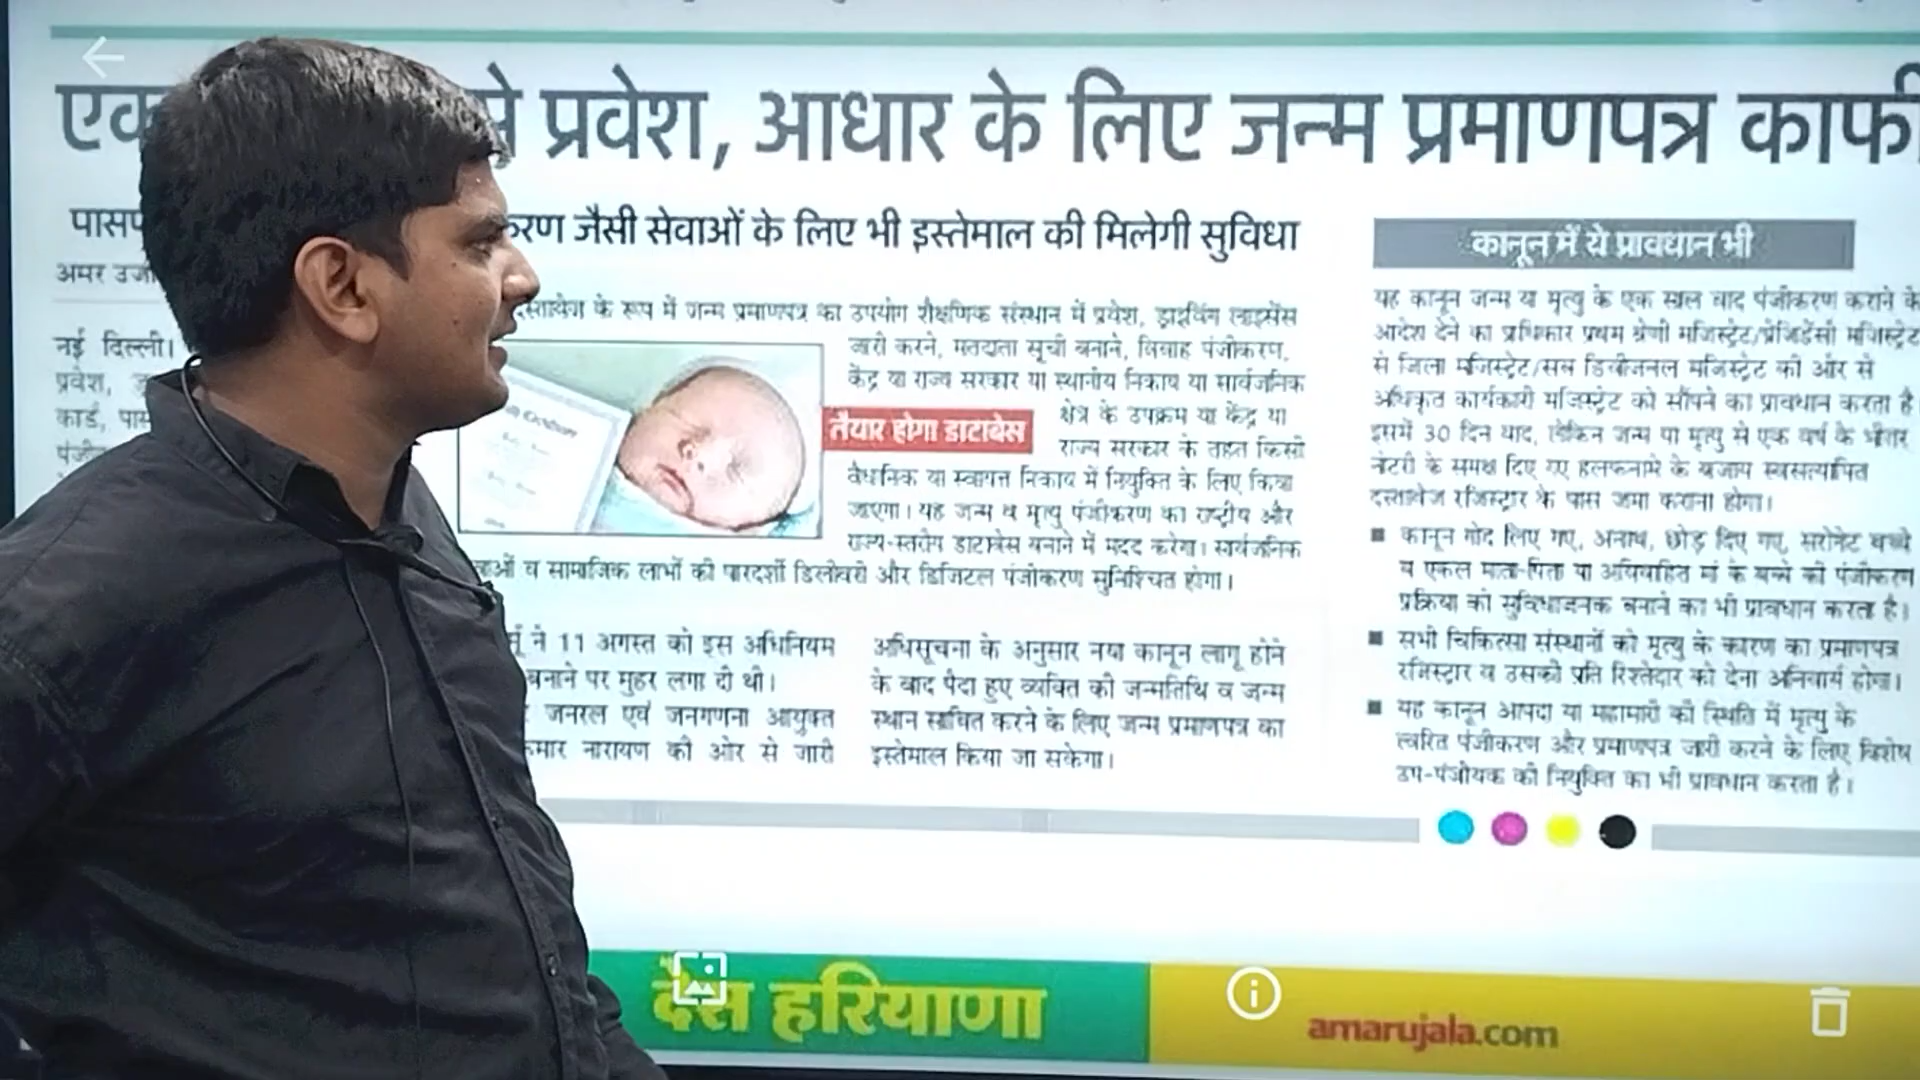 से प्रवेश, आधार के लिए जन्म प्रमाणपत्र काफी
करण जैसी सेवाओं के लिए भी इस्तेमाल की मिलेगी सुविधा
अमर उजा
नई दिल्ली।
प्रवेश,
कार्ड, पास
दस्तावेज के रूप में जन्म प्रमाणपत्र का उपयोग शैक्षणिक संस्थान में प्रवेश, ड्राइविंग लाइसेंस
जारी करने, मतदाता सूची बनाने, विवाह पंजीकरण,
केंद्र या राज्य सरकार या स्थानीय निकाय या सार्वजनिक
तैयार होगा डाटाबेस
क्षेत्र के उपक्रम या केंद्र या
राज्य सरकार के तहत किसी
वैधानिक या स्वायत्त निकाय में नियुक्ति के लिए किया
जाएगा। यह जन्म व मृत्यु पंजीकरण का राष्ट्रीय और
राज्य-स्तरीय डाटाबेस बनाने में मदद करेगा। सार्वजनिक
व सामाजिक लाभों की पारदर्शी डिलीवरी और डिजिटल पंजीकरण सुनिश्चित होगा।
ने 11 अगस्त को इस अधिनियम
बनाने पर मुहर लगा दी थी।
जनरल एवं जनगणना आयुक्त
कुमार नारायण की ओर से जारी
अधिसूचना के अनुसार नया कानून लागू होने
के बाद पैदा हुए व्यक्ति की जन्मतिथि व जन्म
स्थान साबित करने के लिए जन्म प्रमाणपत्र का
इस्तेमाल किया जा सकेगा।
कानून में ये प्रावधान भी
यह कानून जन्म या मृत्यु के एक साल बाद पंजीकरण कराने के
आदेश देने का अधिकार प्रथम श्रेणी मजिस्ट्रेट/प्रेजिडेंसी मजिस्ट्रेट
से जिला मजिस्ट्रेट/सब डिवीजनल मजिस्ट्रेट की ओर से
अधिकृत कार्यकारी मजिस्ट्रेट को सौंपने का प्रावधान करता है
इसमें 30 दिन बाद, लेकिन जन्म या मृत्यु से एक वर्ष के भीतर
नोटरी के समक्ष दिए गए हलफनामे के बजाय स्वसत्यापित
दस्तावेज रजिस्ट्रार के पास जमा कराना होगा।
■ कानून गोद लिए गए, अनाथ, छोड़ दिए गए, सरोगेट बच्चे
व एकल माता-पिता या अविवाहित मां के बच्चे की पंजीकरण
प्रक्रिया को सुविधाजनक बनाने का भी प्रावधान करता है।
■ सभी चिकित्सा संस्थानों को मृत्यु के कारण का प्रमाणपत्र
रजिस्ट्रार व उसकी प्रति रिश्तेदार को देना अनिवार्य होगा।
■ यह कानून आपदा या महामारी की स्थिति में मृत्यु के
त्वरित पंजीकरण और प्रमाणपत्र जारी करने के लिए विशेष
उप-पंजीयक की नियुक्ति का भी प्रावधान करता है।
देस हरियाणा
amarujala.com